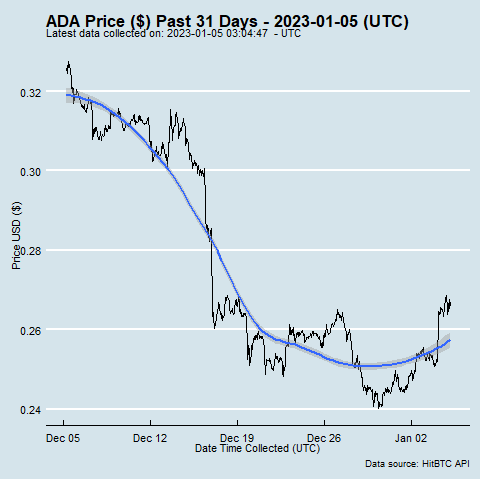 ADA Price ($) Past 31 Days - 2023-01-05 (UTC)
Latest data collected on: 2023-01-05 03:04:47 - UTC
Price USD ($)
0.32
0.30
0.28
0.26
0.24
Dec 05 Dec 12 Dec 19 Dec 26 Jan 02
Date Time Collected (UTC)
Data source: HitBTC API